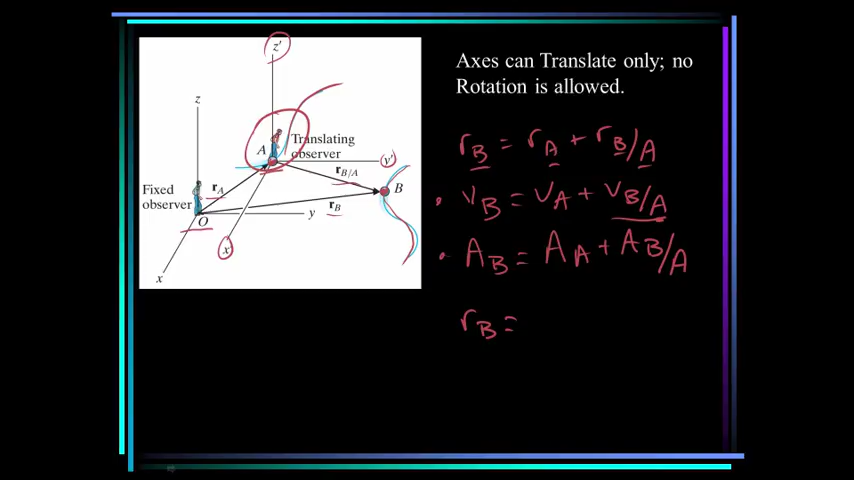 Axes can Translate only; no
Rotation is allowed.
z'
z
A
Translating
observer
y'
r_B/A
B
Fixed
observer
r_A
r_B
O
y
x'
x
r_B = r_A + r_B/A
• V_B = V_A + V_B/A
• A_B = A_A + A_B/A
r_B =